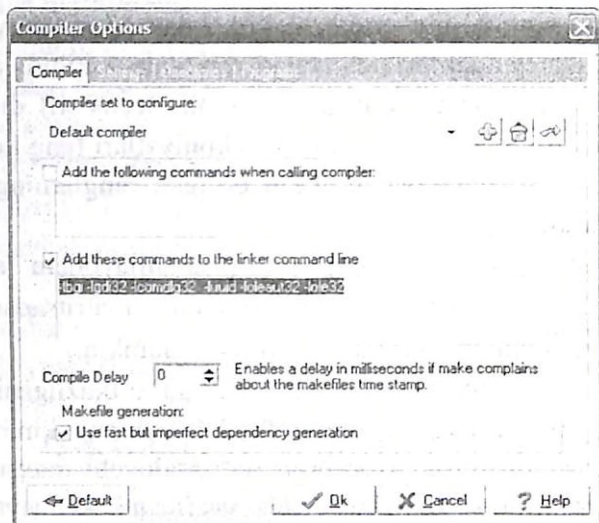 Compiler Options
Compiler Settings Directories Programs
Compiler set to configure:
Default compiler
Add the following commands when calling compiler:
Add these commands to the linker command line
-lbgi -lgdi32 -lcomdlg32 -luuid -loleaut32 -lole32
Compile Delay 0 Enables a delay in milliseconds if make complains
about the makefiles time stamp.
Makefile generation:
Use fast but imperfect dependency generation
Default Ok Cancel ? Help